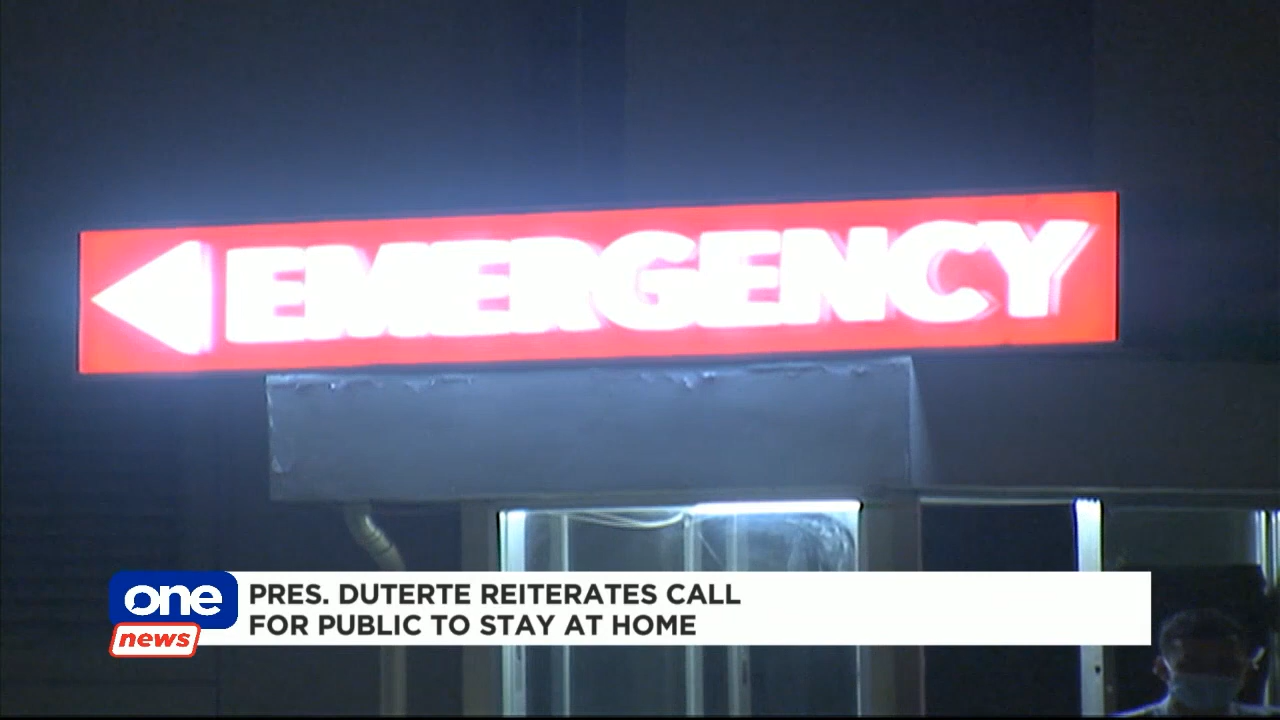 EMERGENCY
one
news
PRES. DUTERTE REITERATES CALL
FOR PUBLIC TO STAY AT HOME